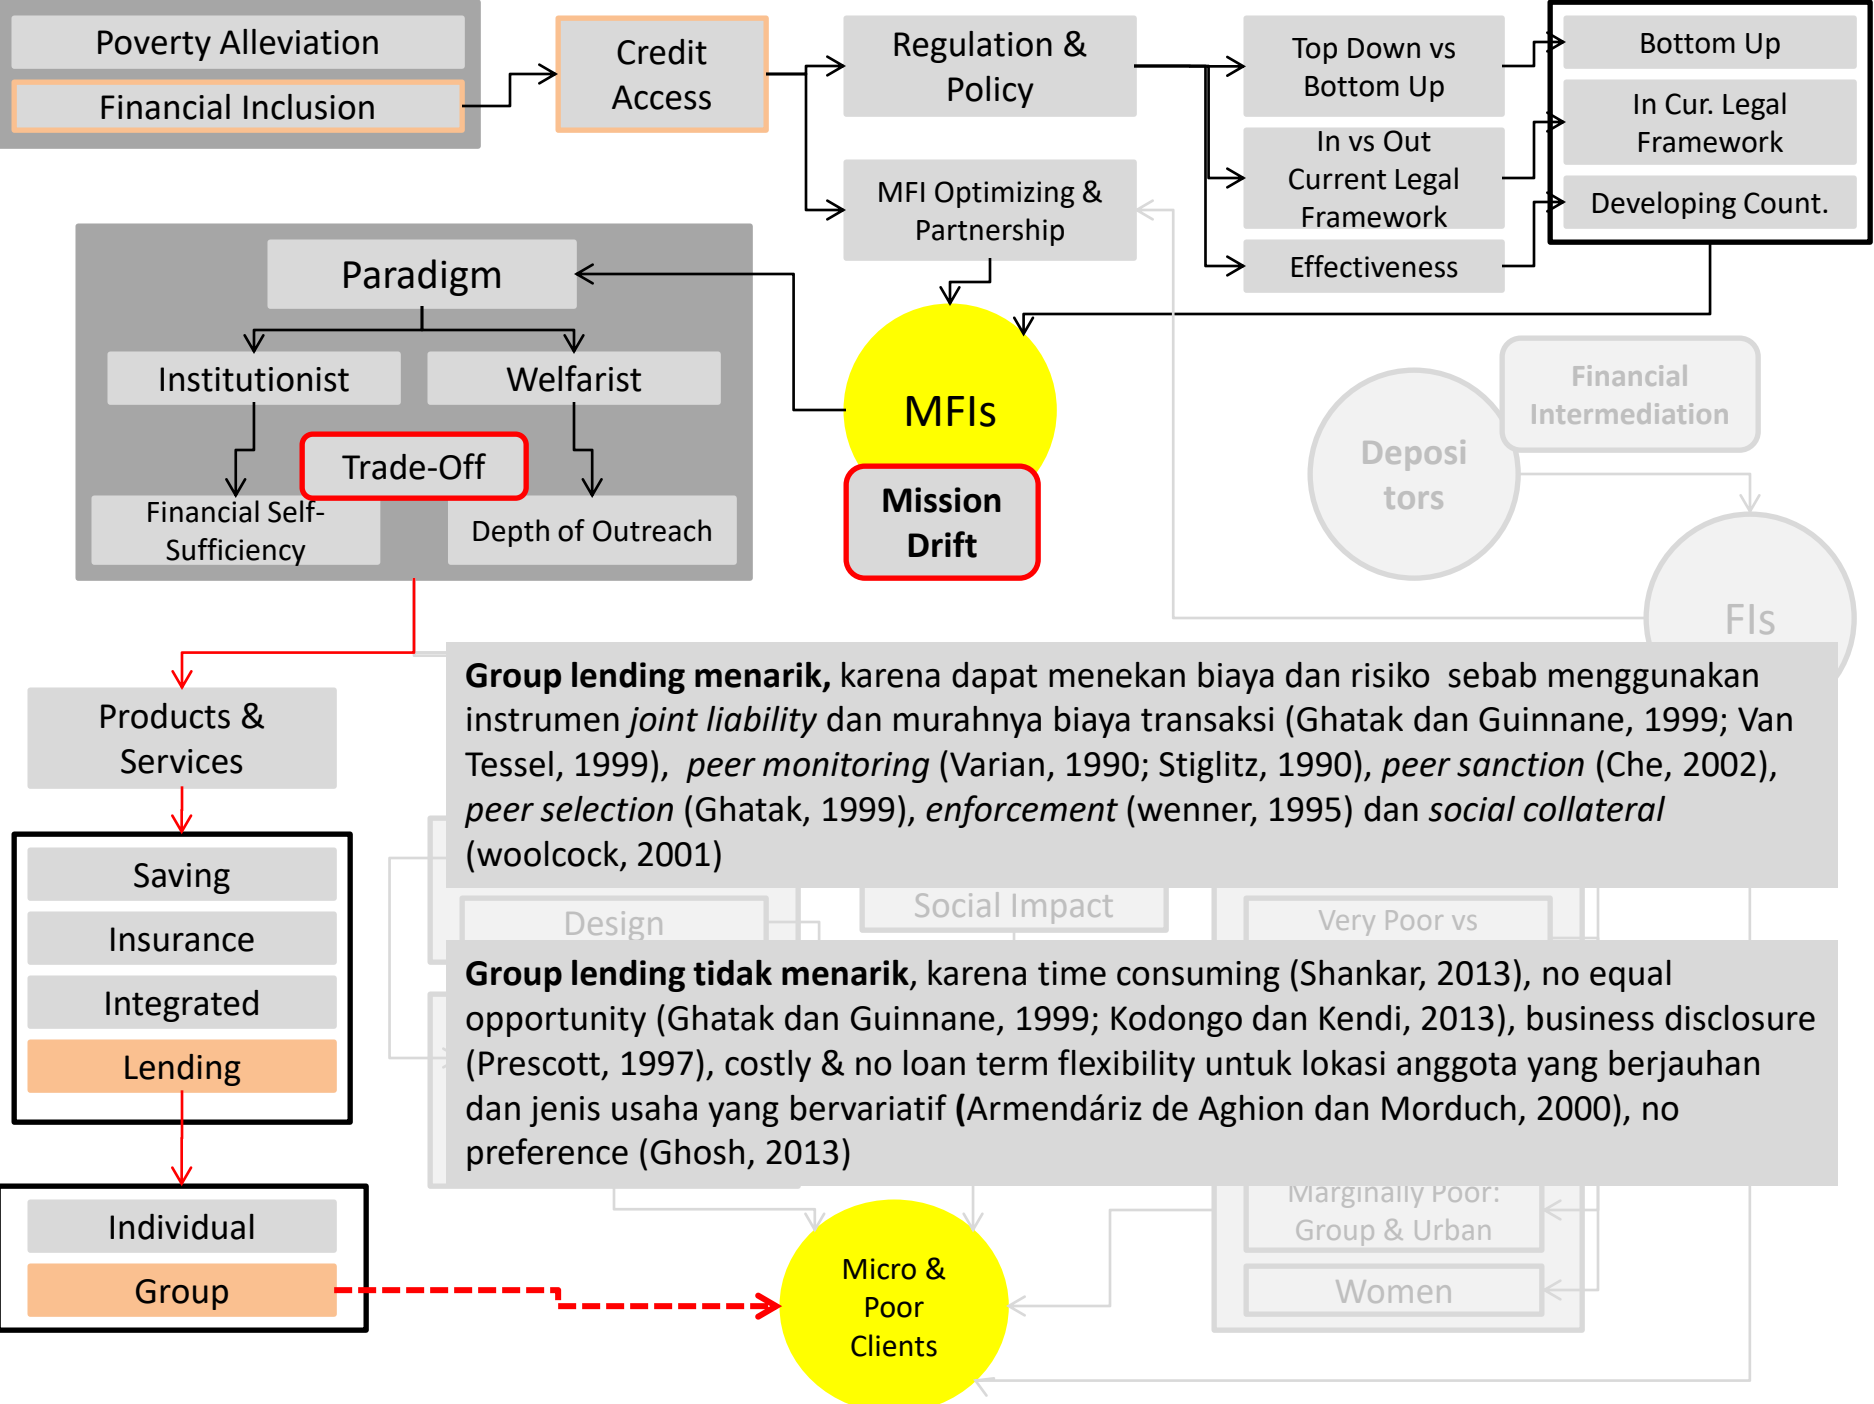 Poverty Alleviation
Financial Inclusion
Credit
Access
Regulation &
Policy
MFI Optimizing &
Partnership
Top Down vs
Bottom Up
In vs Out
Current Legal
Framework
Effectiveness
Bottom Up
In Cur. Legal
Framework
Developing Count.
Paradigm
Institutionist
Welfarist
Trade-Off
Financial Self-
Sufficiency
Depth of Outreach
MFIs
Mission
Drift
Financial
Intermediation
Deposi
tors
FIs
Products &
Services
Saving
Insurance
Integrated
Lending
Individual
Group
Group lending menarik, karena dapat menekan biaya dan risiko sebab menggunakan
instrumen joint liability dan murahnya biaya transaksi (Ghatak dan Guinnane, 1999; Van
Tessel, 1999), peer monitoring (Varian, 1990; Stiglitz, 1990), peer sanction (Che, 2002),
peer selection (Ghatak, 1999), enforcement (wenner, 1995) dan social collateral
(woolcock, 2001)
Design
Social Impact
Very Poor vs
Group lending tidak menarik, karena time consuming (Shankar, 2013), no equal
opportunity (Ghatak dan Guinnane, 1999; Kodongo dan Kendi, 2013), business disclosure
(Prescott, 1997), costly & no loan term flexibility untuk lokasi anggota yang berjauhan
dan jenis usaha yang bervariatif (Armendáriz de Aghion dan Morduch, 2000), no
preference (Ghosh, 2013)
Marginally Poor:
Group & Urban
Women
Micro &
Poor
Clients